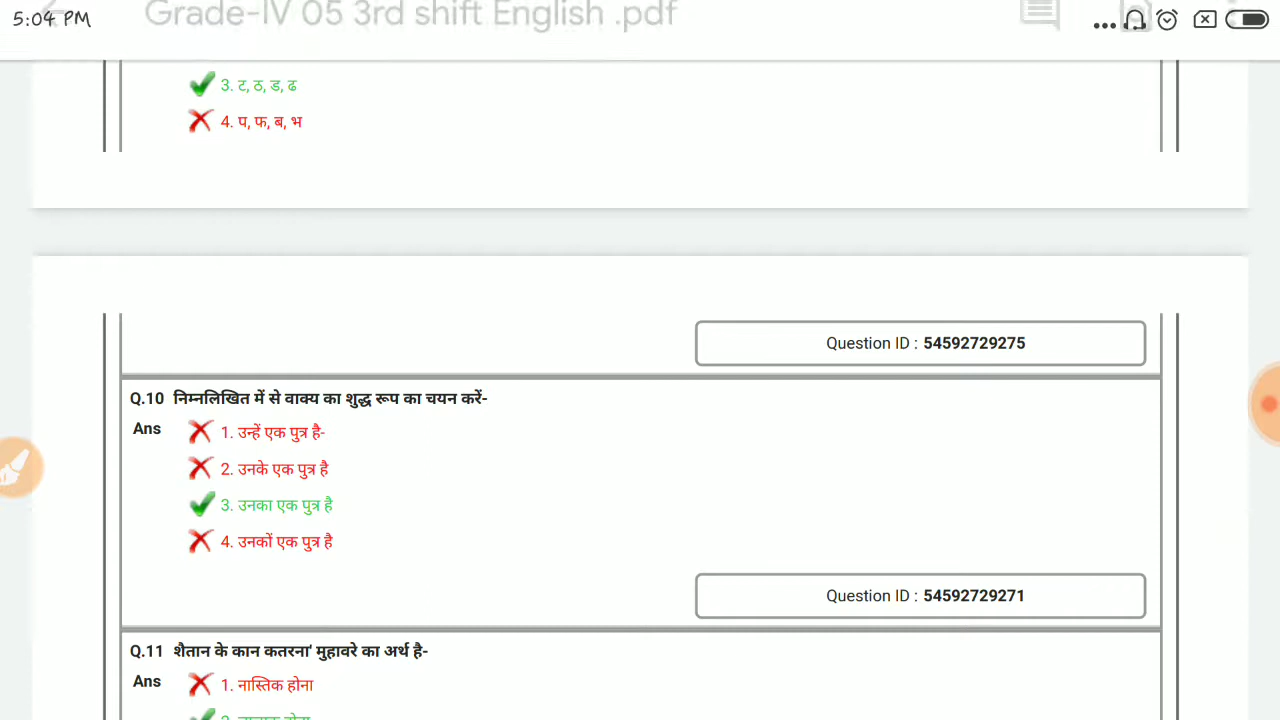 5:04 PM
Grade-IV 05 3rd shift English .pdf
3. ट, ठ, ड, ढ
4. प, फ, ब, भ
Question ID : 54592729275
Q.10 निम्नलिखित में से वाक्य का शुद्ध रूप का चयन करें-
Ans
1. उन्हें एक पुत्र है-
2. उनके एक पुत्र है
3. उनका एक पुत्र है
4. उनकों एक पुत्र है
Question ID : 54592729271
Q.11 शैतान के कान कतरना' मुहावरे का अर्थ है-
Ans
1. नास्तिक होना